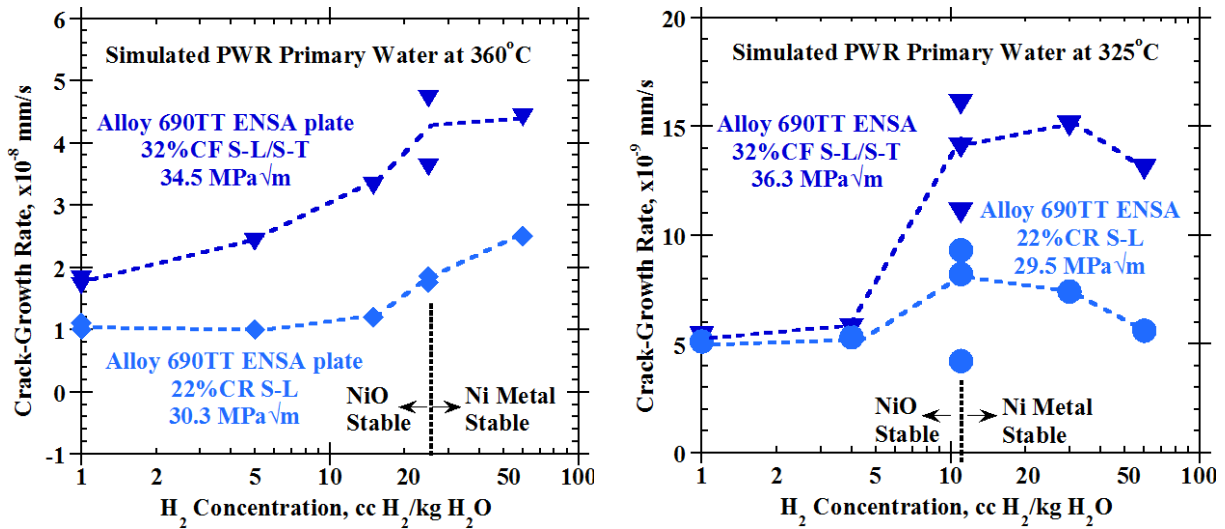 Simulated PWR Primary Water at 360°C
Alloy 690TT ENSA plate
32%CF S-L/S-T
34.5 MPa√m
Alloy 690TT ENSA plate
22%CR S-L
30.3 MPa√m
NiO
Stable
Ni Metal
Stable
Crack-Growth Rate, x10⁻⁸ mm/s
6
5
4
3
2
1
0
-1
1
2
5
10
20
50
100
H₂ Concentration, cc H₂/kg H₂O
Simulated PWR Primary Water at 325°C
Alloy 690TT ENSA
32%CF S-L/S-T
36.3 MPa√m
Alloy 690TT ENSA
22%CR S-L
29.5 MPa√m
NiO
Stable
Ni Metal
Stable
Crack-Growth Rate, x10⁻⁹ mm/s
20
15
10
5
0
1
2
5
10
20
50
100
H₂ Concentration, cc H₂/kg H₂O